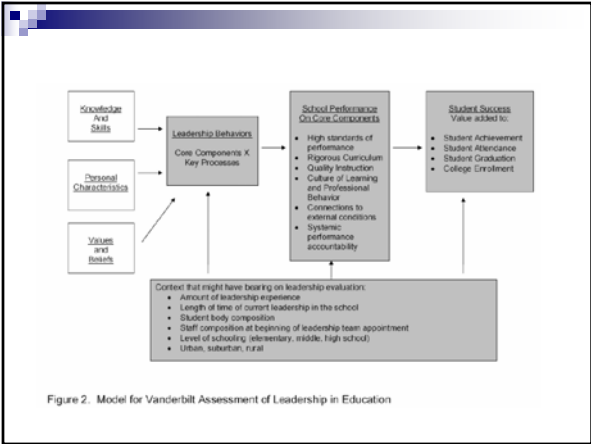 Knowledge
And
Skills
Personal
Characteristics
Values
and
Beliefs
Leadership Behaviors
Core Components X
Key Processes
School Performance
On Core Components
• High standards of
performance
• Rigorous Curriculum
• Quality Instruction
• Culture of Learning
and Professional
Behavior
• Connections to
external conditions
• Systemic
performance
accountability
Student Success
Value added to:
• Student Achievement
• Student Attendance
• Student Graduation
• College Enrollment
Context that might have bearing on leadership evaluation:
• Amount of leadership experience
• Length of time of current leadership in the school
• Student body composition
• Staff composition at beginning of leadership team appointment
• Level of schooling (elementary, middle, high school)
• Urban, suburban, rural
Figure 2. Model for Vanderbilt Assessment of Leadership in Education